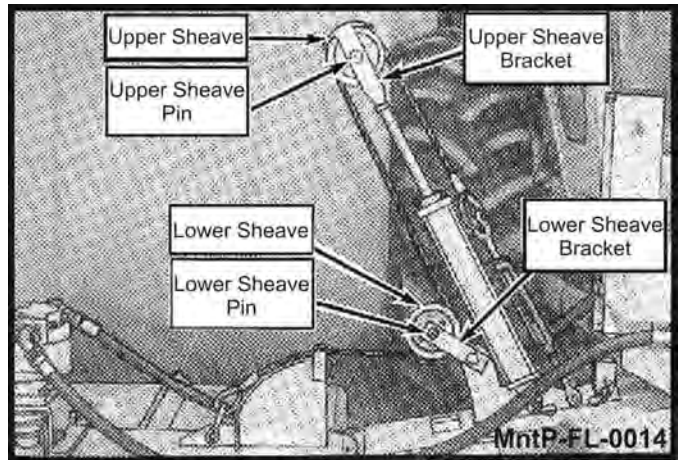 Upper Sheave
Upper Sheave
Pin
Upper Sheave
Bracket
Lower Sheave
Lower Sheave
Pin
Lower Sheave
Bracket
MntP-FL-0014